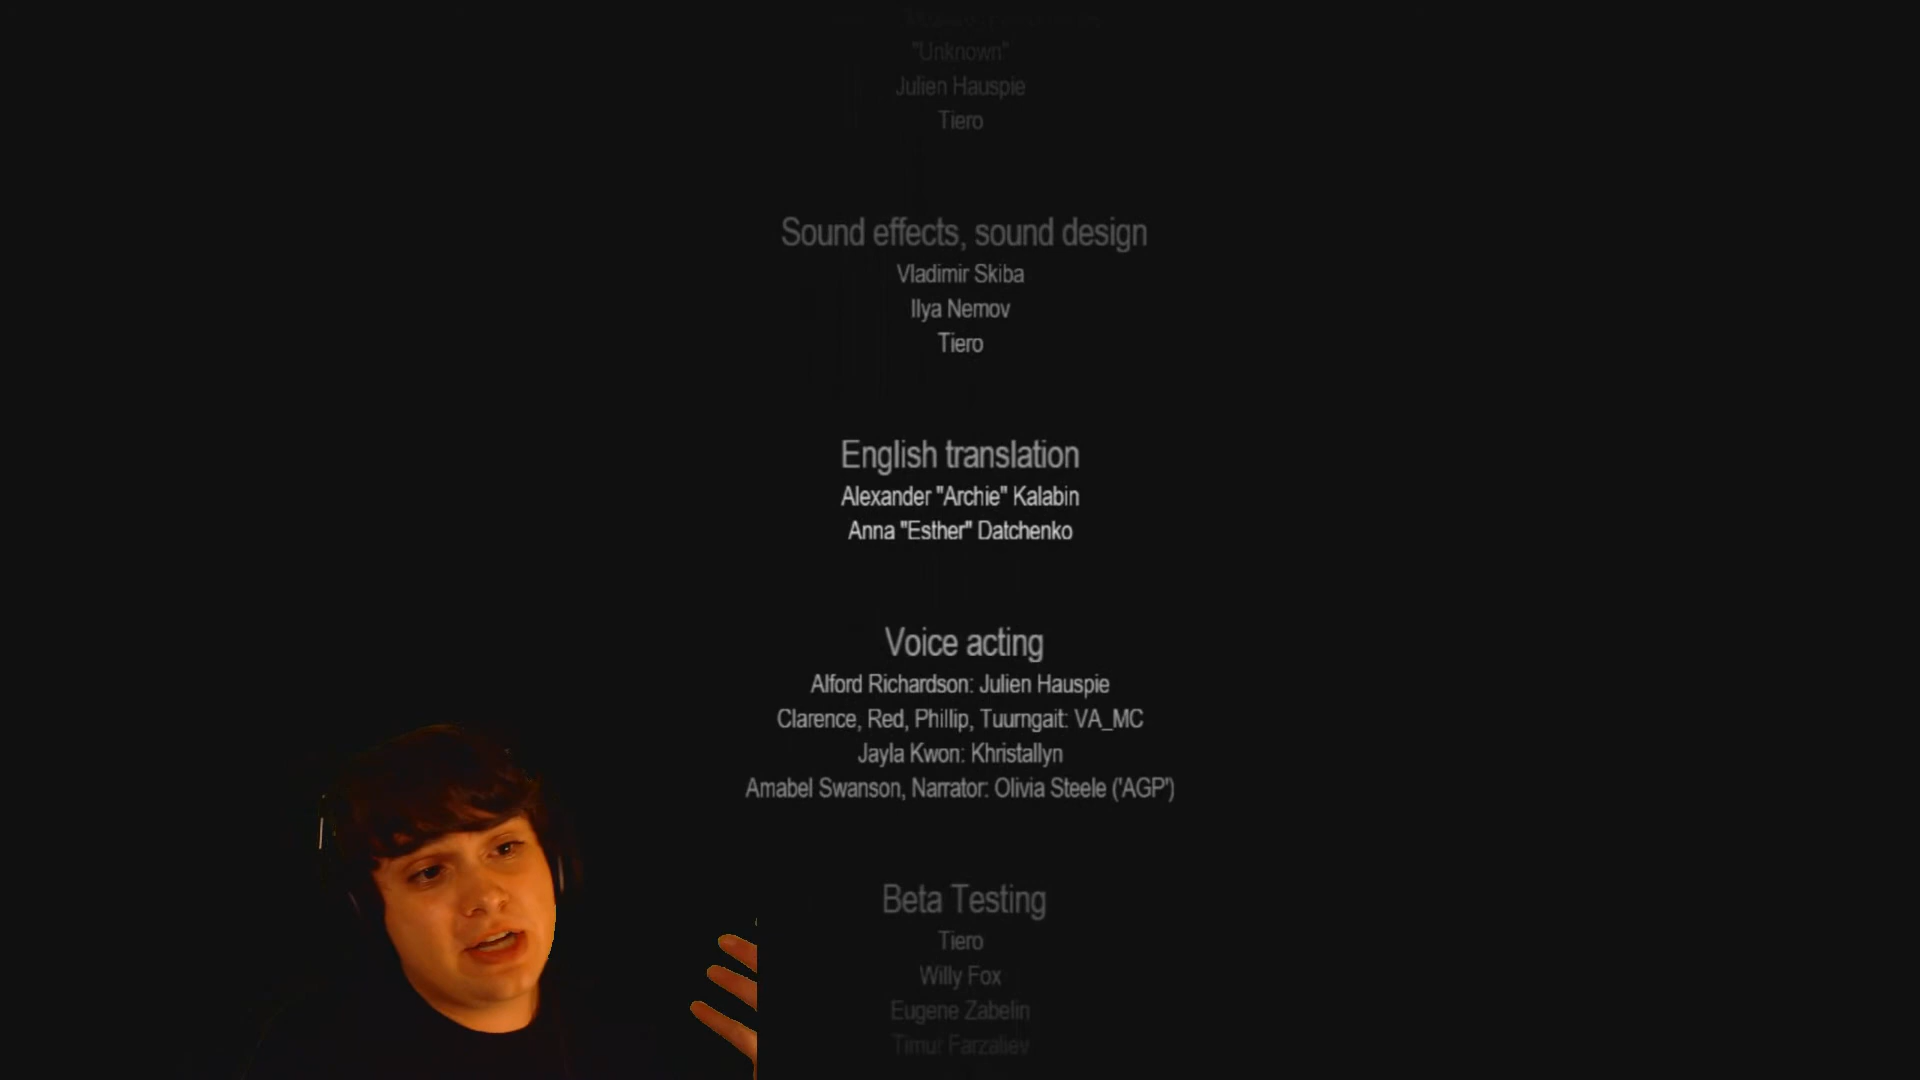 "Unknown"
Julien Hauspie
Tiero
Sound effects, sound design
Vladimir Skiba
Ilya Nemov
Tiero
English translation
Alexander "Archie" Kalabin
Anna "Esther" Datchenko
Voice acting
Alford Richardson: Julien Hauspie
Clarence, Red, Phillip, Tuurngait: VA_MC
Jayla Kwon: Khristallyn
Amabel Swanson, Narrator: Olivia Steele ('AGP')
Beta Testing
Tiero
Willy Fox
Eugene Zabelin
Timur Farzaliev